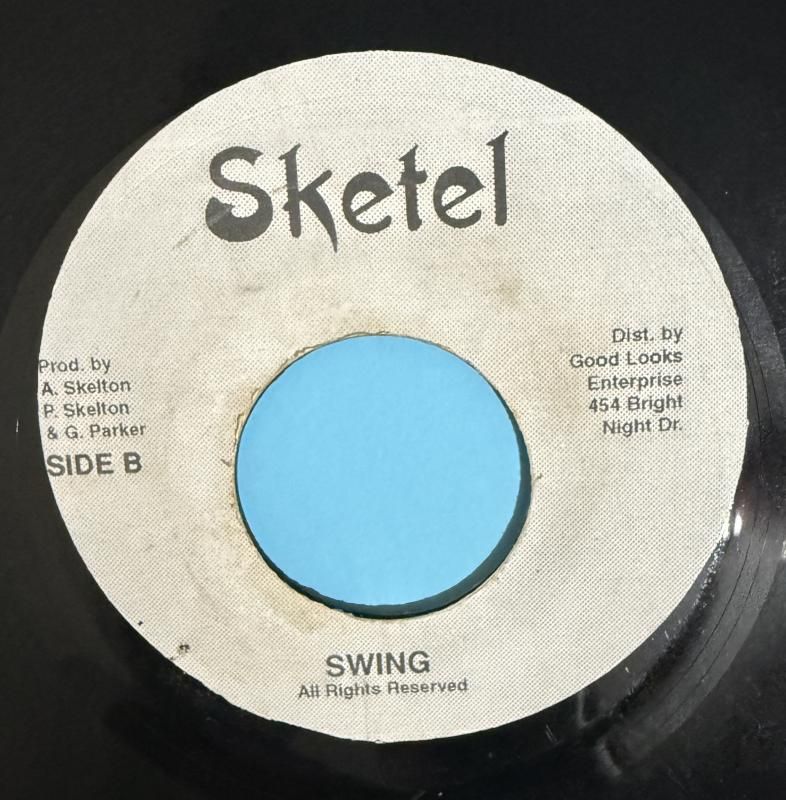 Sketel
Prod. by
A. Skelton
P. Skelton
& G. Parker
SIDE B
Dist. by
Good Looks
Enterprise
454 Bright
Night Dr.
SWING
All Rights Reserved